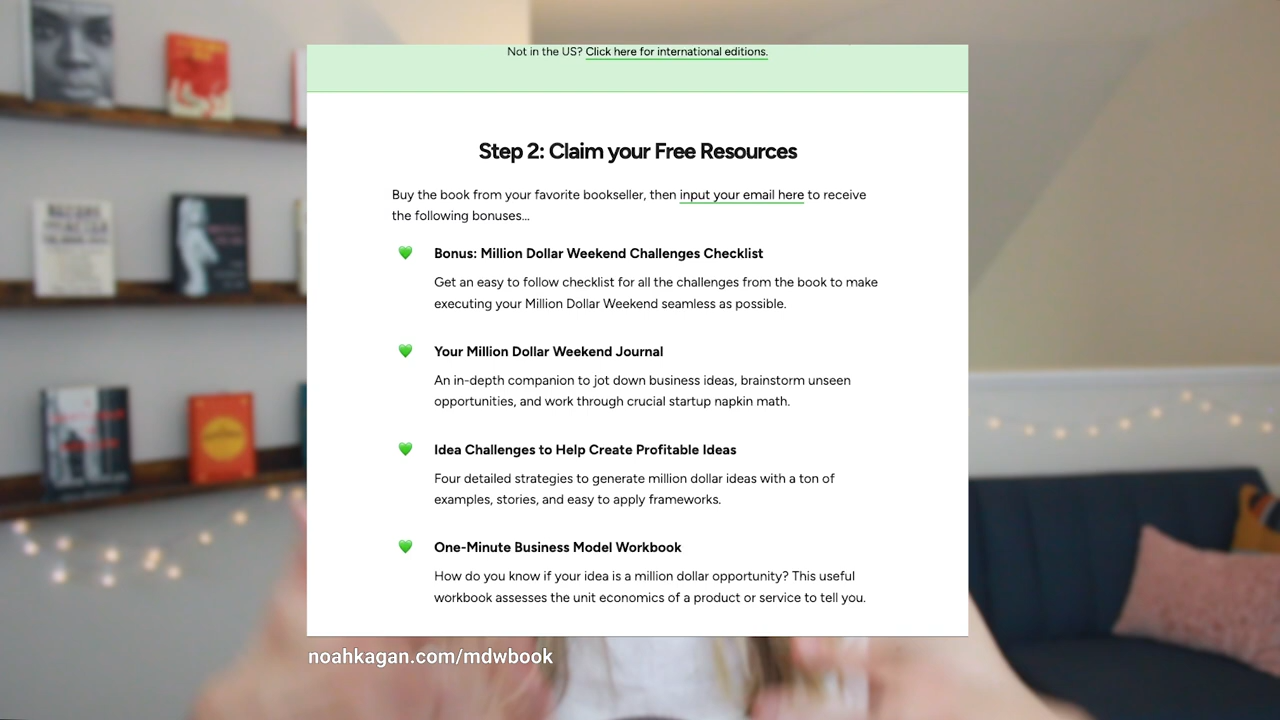 Not in the US? Click here for international editions.
Step 2: Claim your Free Resources
Buy the book from your favorite bookseller, then input your email here to receive
the following bonuses...
Bonus: Million Dollar Weekend Challenges Checklist
Get an easy to follow checklist for all the challenges from the book to make
executing your Million Dollar Weekend seamless as possible.
Your Million Dollar Weekend Journal
An in-depth companion to jot down business ideas, brainstorm unseen
opportunities, and work through crucial startup napkin math.
Idea Challenges to Help Create Profitable Ideas
Four detailed strategies to generate million dollar ideas with a ton of
examples, stories, and easy to apply frameworks.
One-Minute Business Model Workbook
How do you know if your idea is a million dollar opportunity? This useful
workbook assesses the unit economics of a product or service to tell you.
noahkagan.com/mdwbook